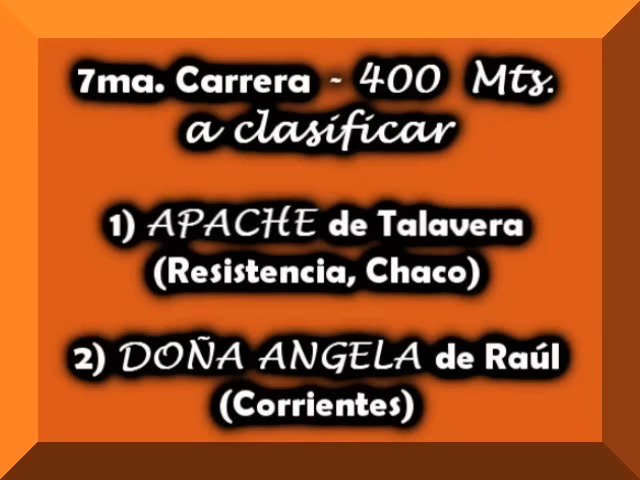 7ma. Carrera - 400 Mts.
a clasificar
1) APACHE de Talavera
(Resistencia, Chaco)
2) DOÑA ANGELA de Raúl
(Corrientes)